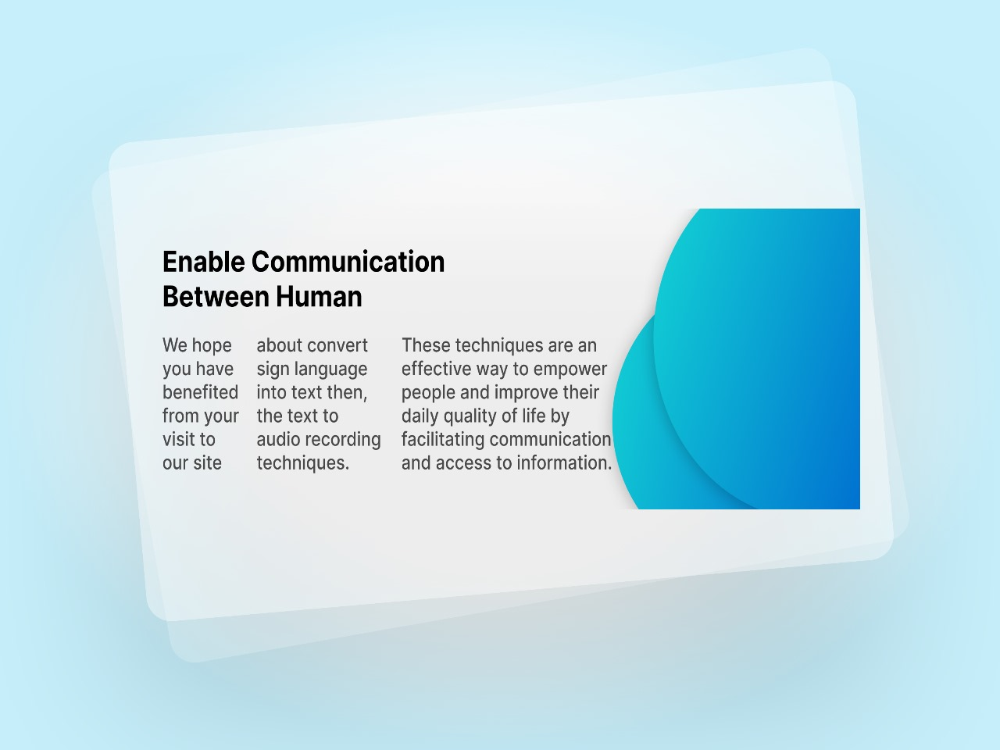 Enable Communication
Between Human
We hope
you have
benefited
from your
visit to
our site
about convert
sign language
into text then,
the text to
audio recording
techniques.
These techniques are an
effective way to empower
people and improve their
daily quality of life by
facilitating communication
and access to information.